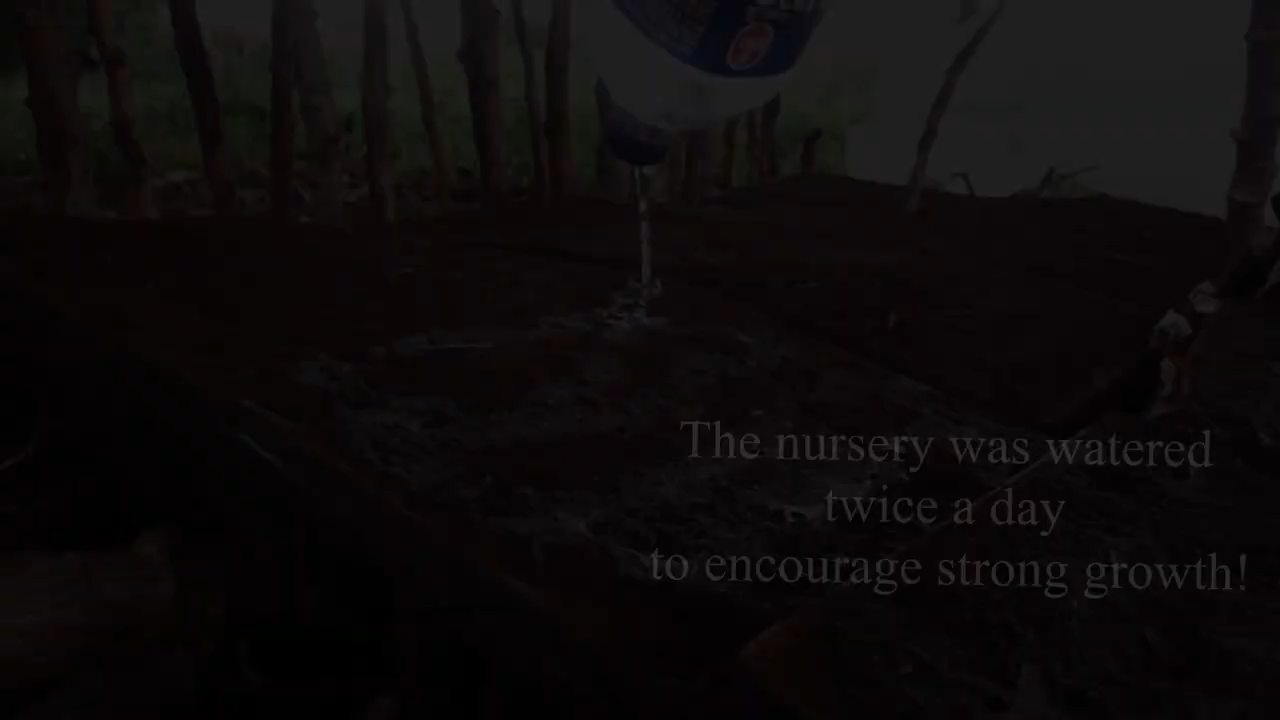 The nursery was watered
twice a day
to encourage strong growth!